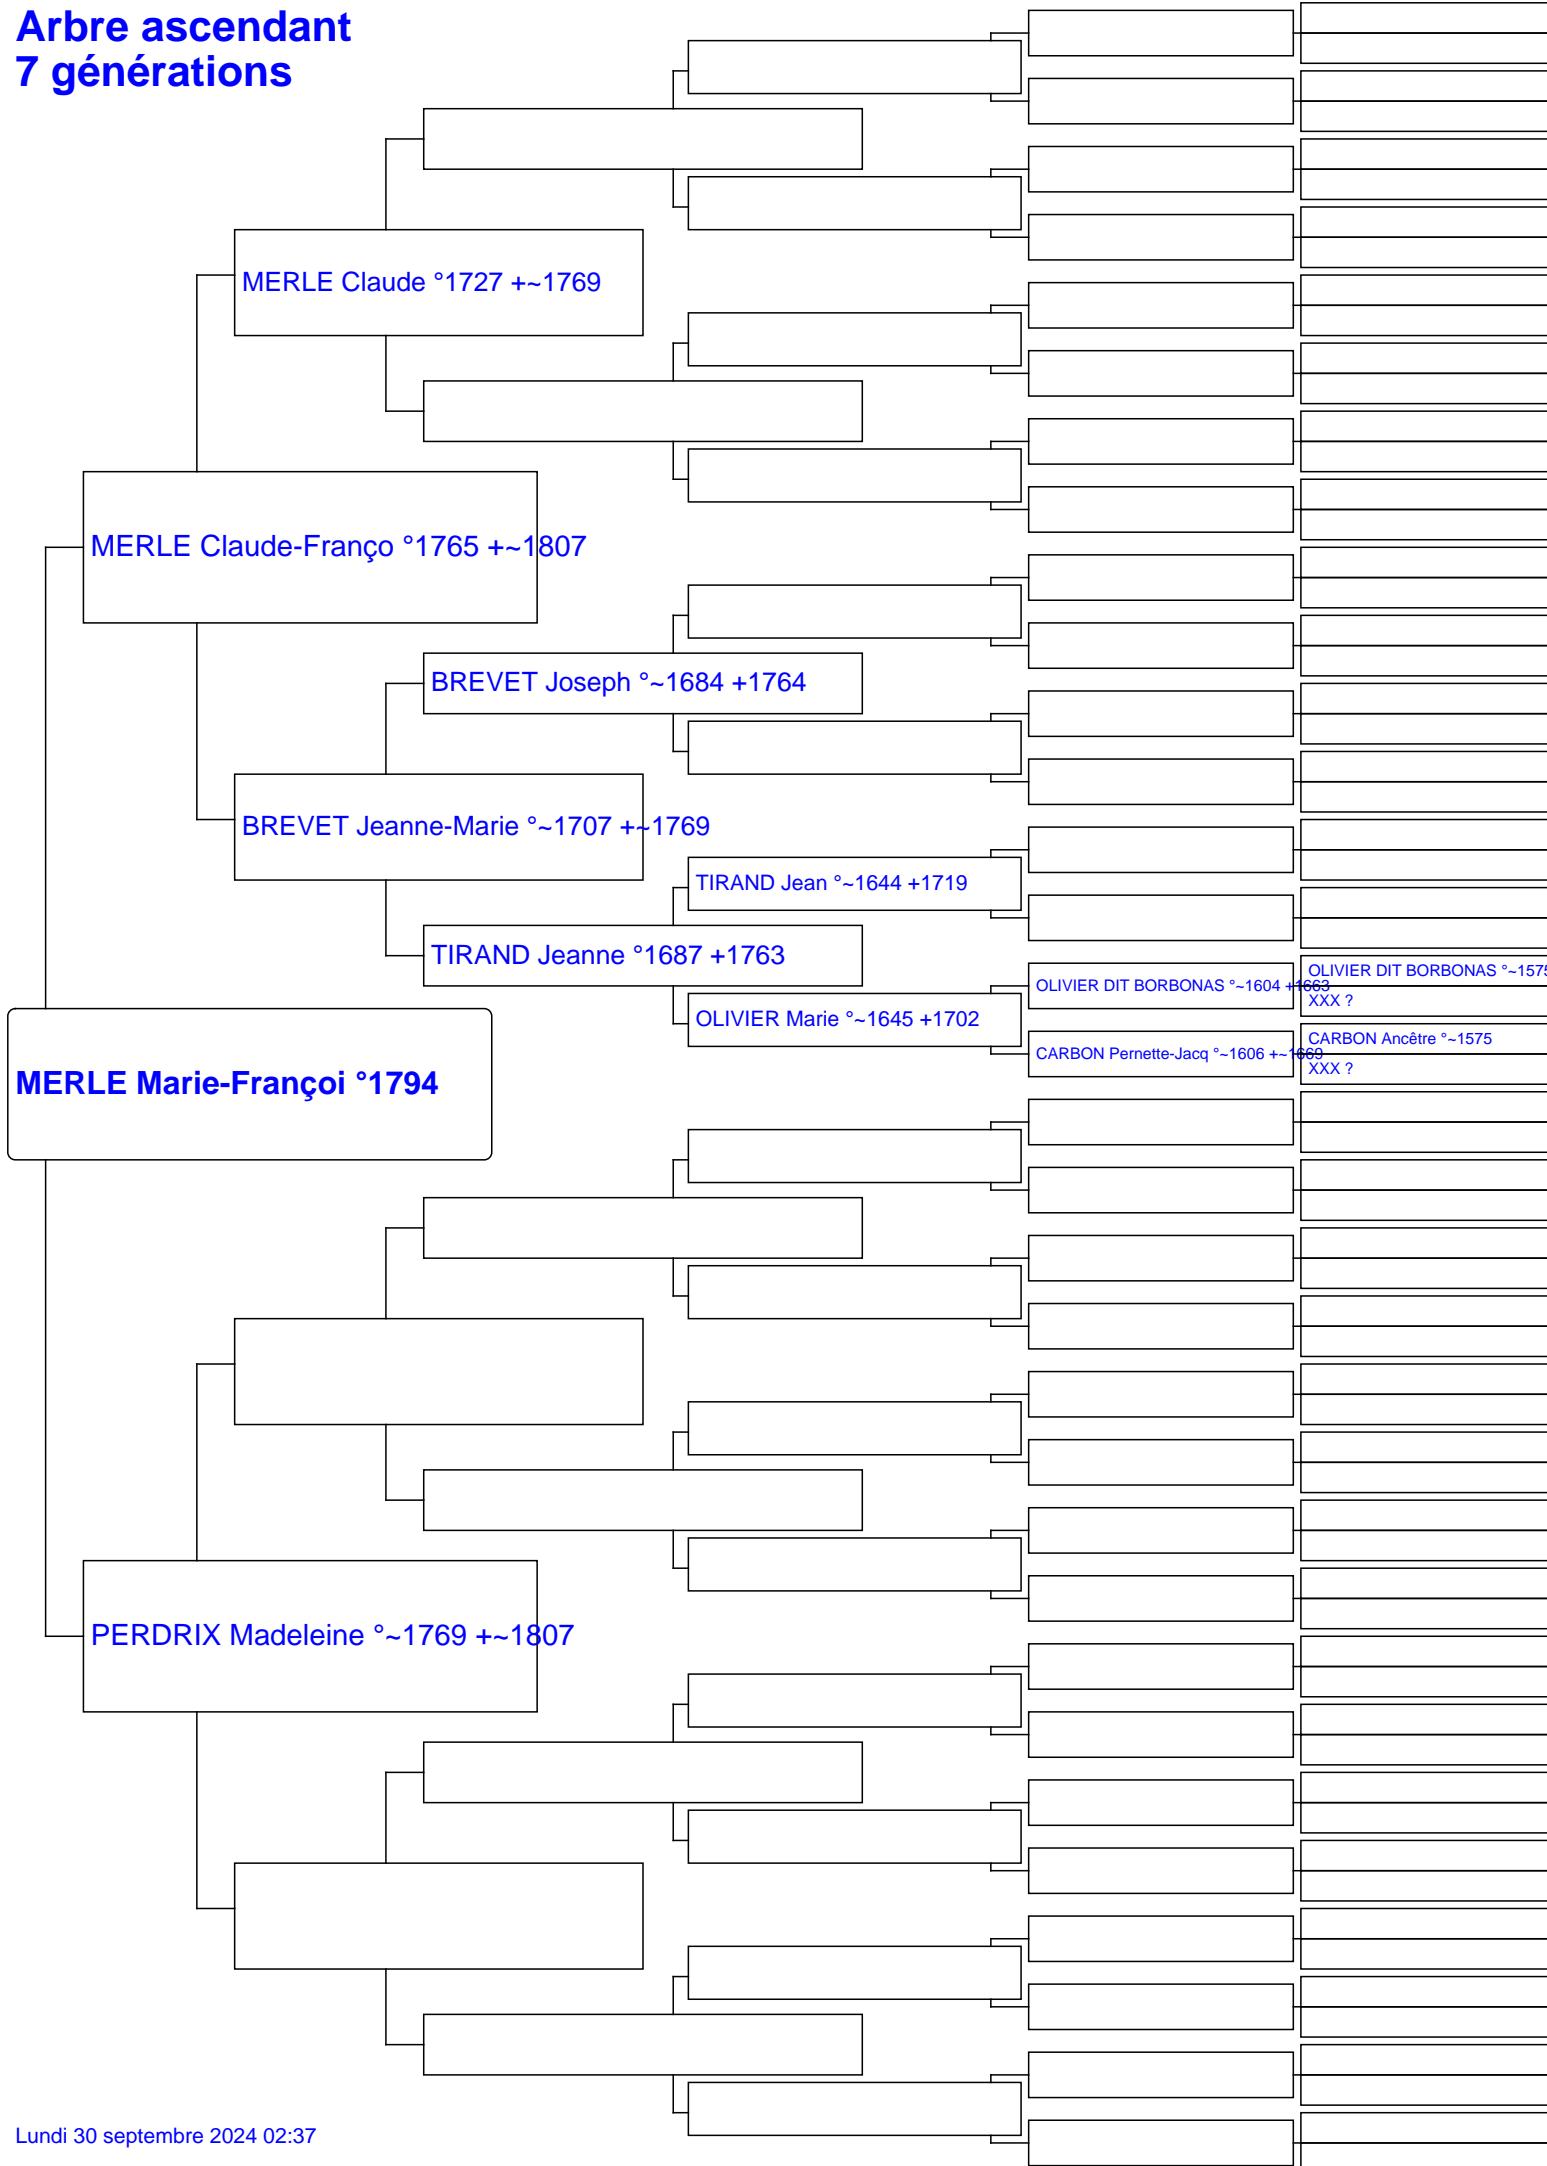 Arbre ascendant
7 générations
MERLE Claude °1727 +~1769
MERLE Claude-Franço °1765 +~1807
BREVET Joseph °~1684 +1764
BREVET Jeanne-Marie °~1707 +~1769
TIRAND Jean °~1644 +1719
TIRAND Jeanne °1687 +1763
OLIVIER DIT BORBONAS °~1604 +1663
OLIVIER DIT BORBONAS °~1575
XXX ?
OLIVIER Marie °~1645 +1702
CARBON Pernette-Jacq °~1606 +~1669
CARBON Ancêtre °~1575
XXX ?
MERLE Marie-Françoi °1794
PERDRIX Madeleine °~1769 +~1807
Lundi 30 septembre 2024 02:37